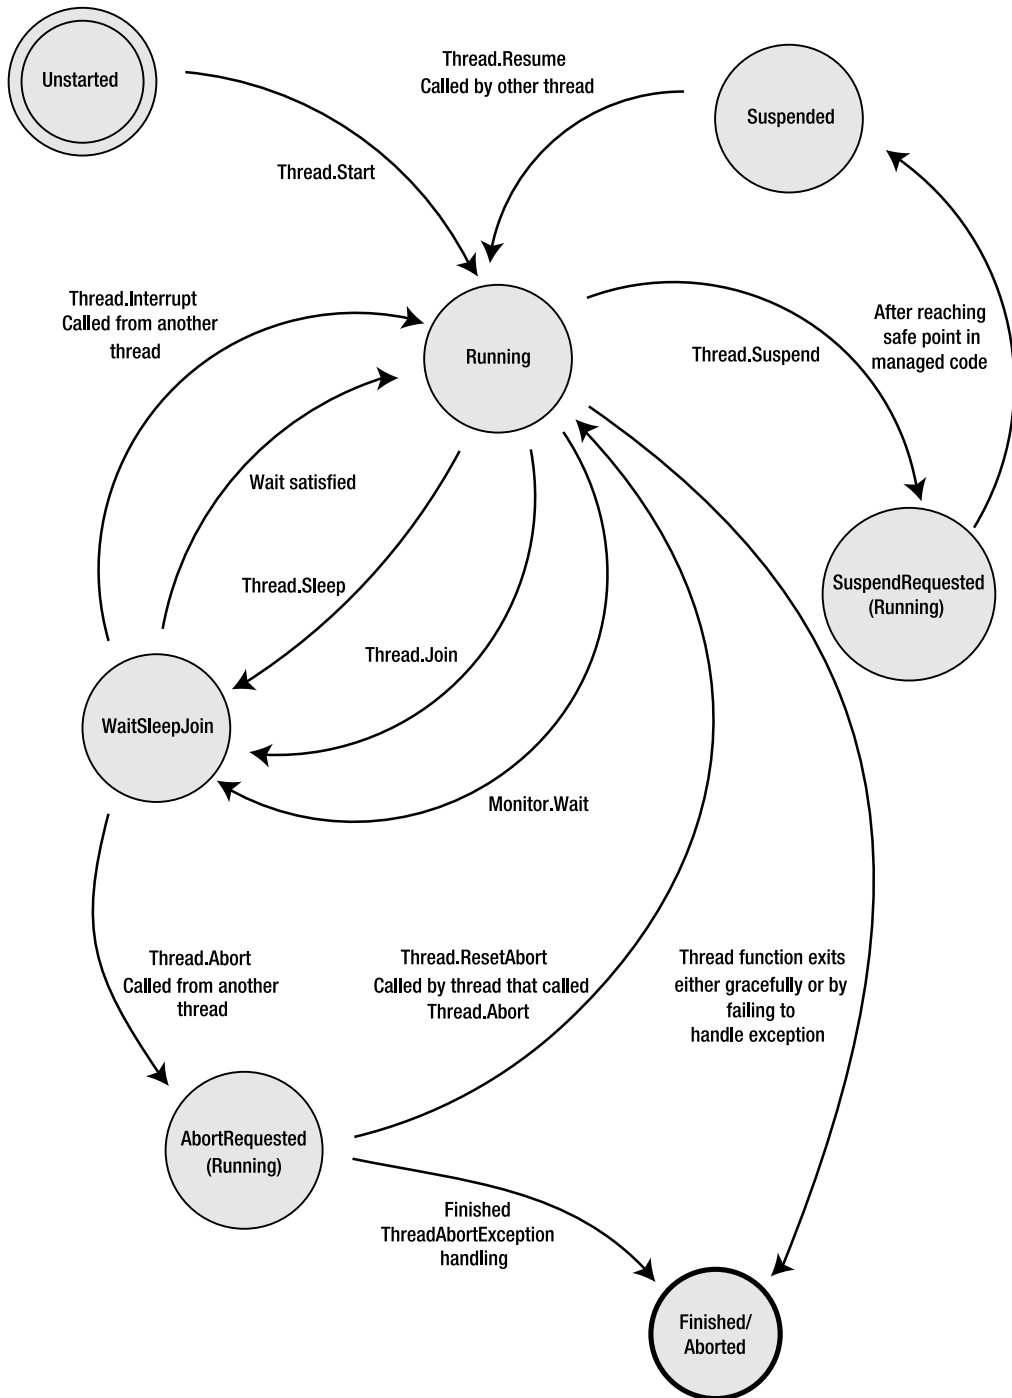 Unstarted
Thread.Resume
Called by other thread
Suspended
Thread.Start
Thread.Interrupt
Called from another
thread
Running
After reaching
safe point in
managed code
Thread.Suspend
Wait satisfied
Thread.Sleep
SuspendRequested
(Running)
Thread.Join
WaitSleepJoin
Monitor.Wait
Thread.Abort
Called from another
thread
Thread.ResetAbort
Called by thread that called
Thread.Abort
Thread function exits
either gracefully or by
failing to
handle exception
AbortRequested
(Running)
Finished
ThreadAbortException
handling
Finished/
Aborted